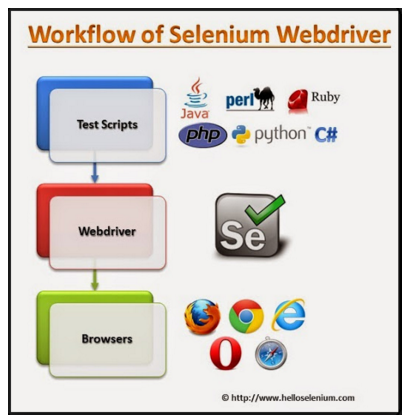 Workflow of Selenium Webdriver
Test Scripts
Java
perl
Ruby
php
python
C#
Webdriver
Se
Browsers
© http://www.helloselenium.com